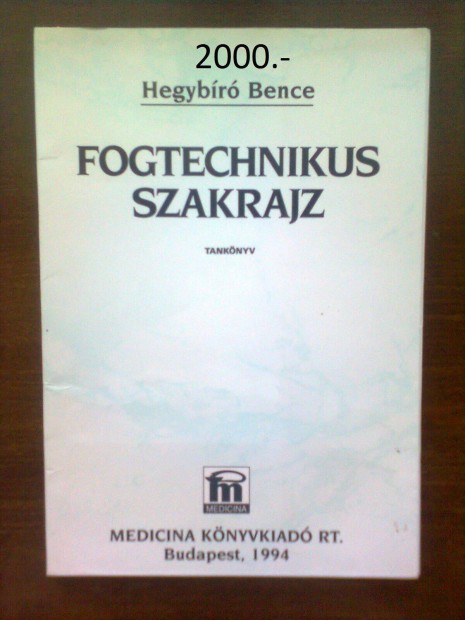 2000.-
Hegybíró Bence
FOGTECHNIKUS
SZAKRAJZ
TANKÖNYV
fm
MEDICINA
MEDICINA KÖNYVKIADÓ RT.
Budapest, 1994